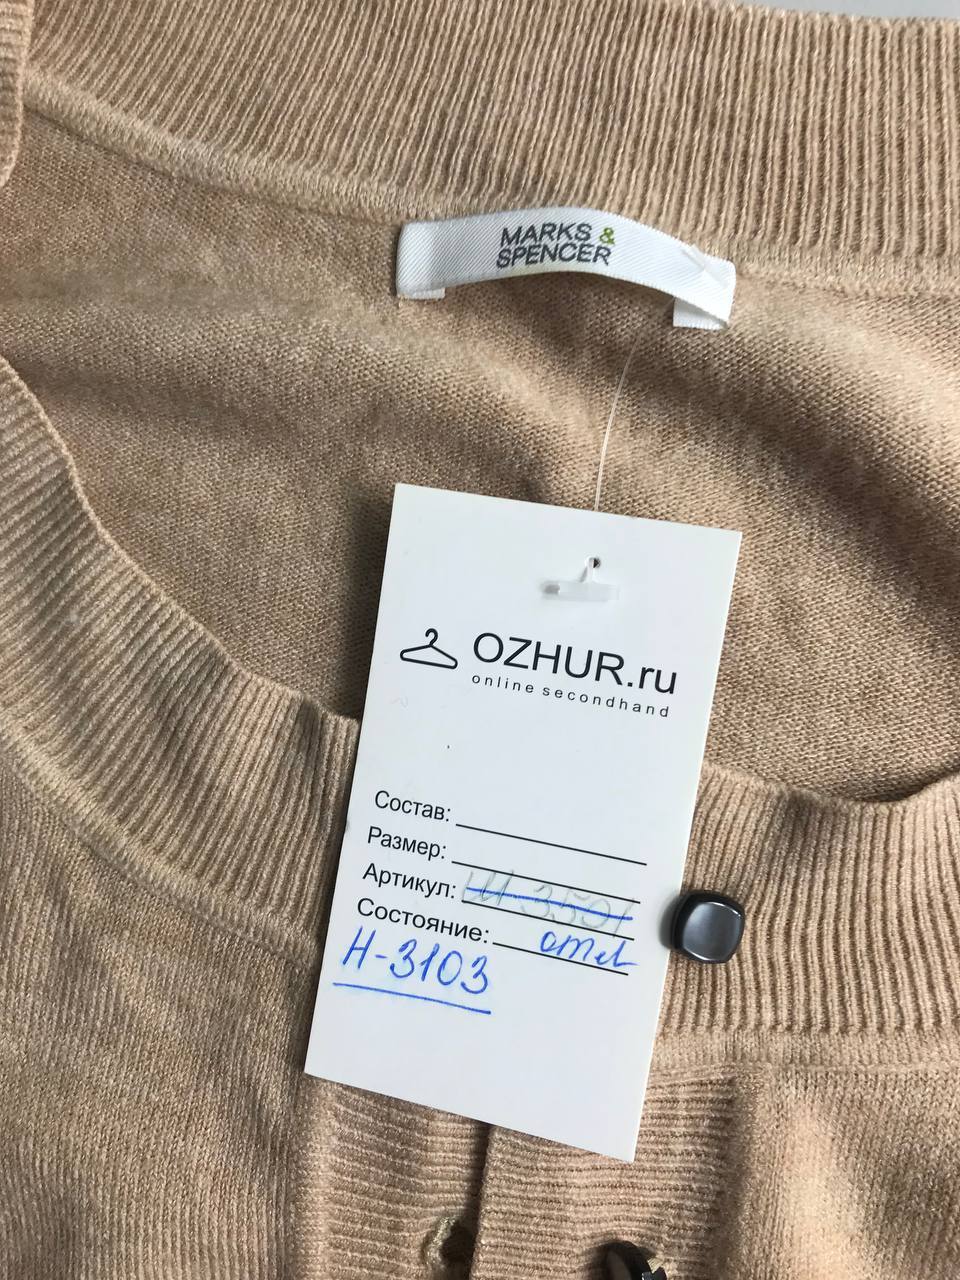 MARKS &
SPENCER
OZHUR.ru
online secondhand
Состав:
Размер:
Артикул:
Состояние: отл
Н-3103